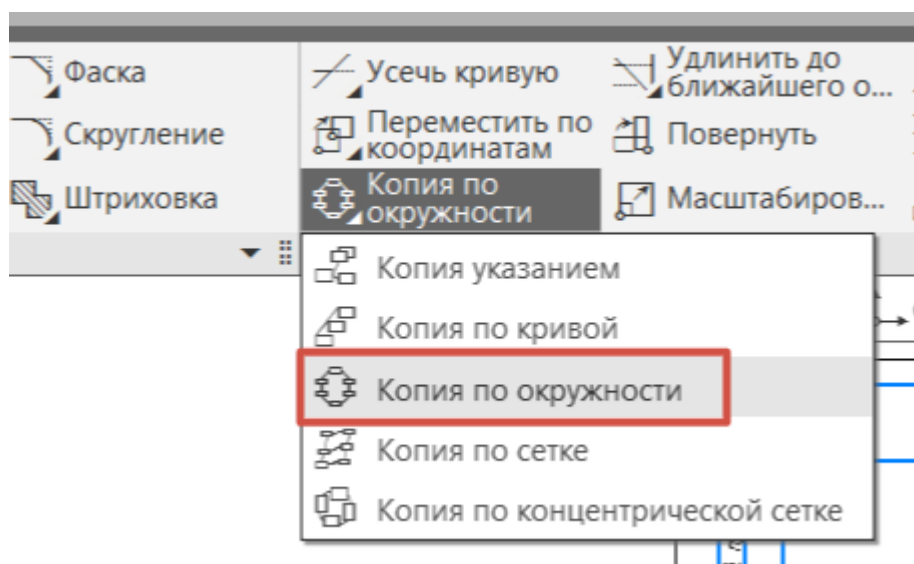 Фаска
Усечь кривую
Удлинить до
ближайшего о...
Скругление
Переместить по
координатам
Повернуть
Штриховка
Копия по
окружности
Масштабиров...
Копия указанием
Копия по кривой
Копия по окружности
Копия по сетке
Копия по концентрической сетке